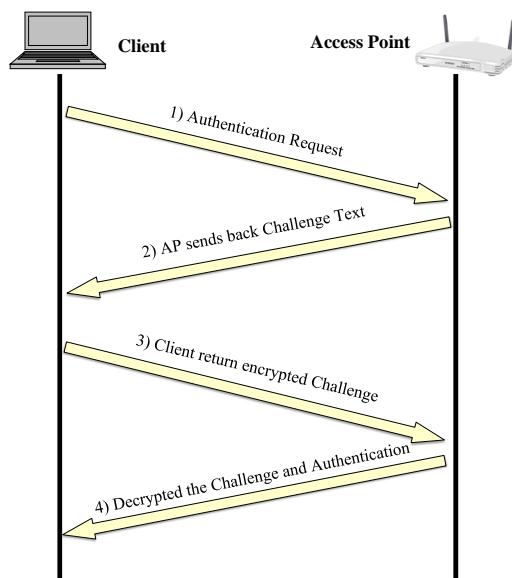 Client
Access Point
1) Authentication Request
2) AP sends back Challenge Text
3) Client return encrypted Challenge
4) Decrypted the Challenge and Authentication